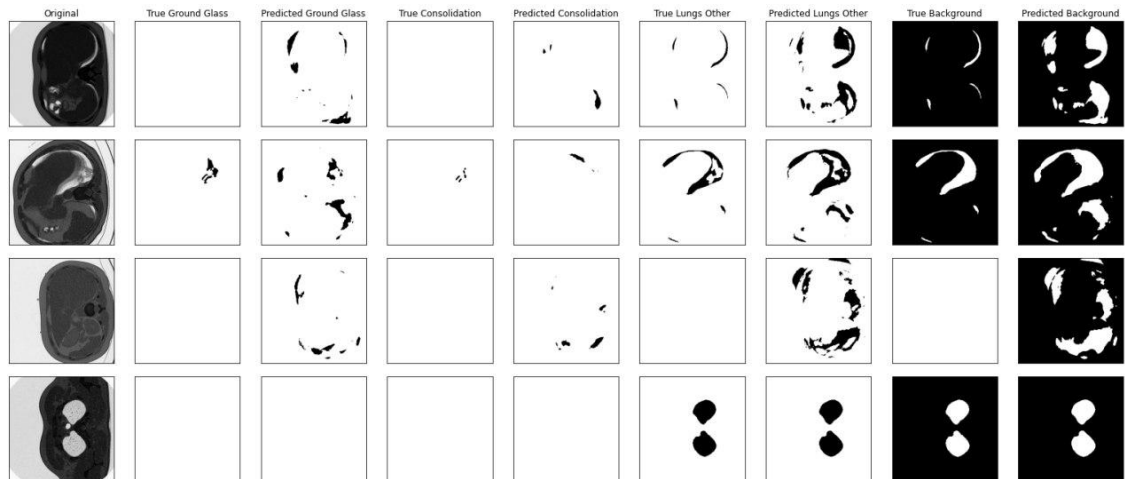 Original True Ground Glass Predicted Ground Glass True Consolidation Predicted Consolidation True Lungs Other Predicted Lungs Other True Background Predicted Background